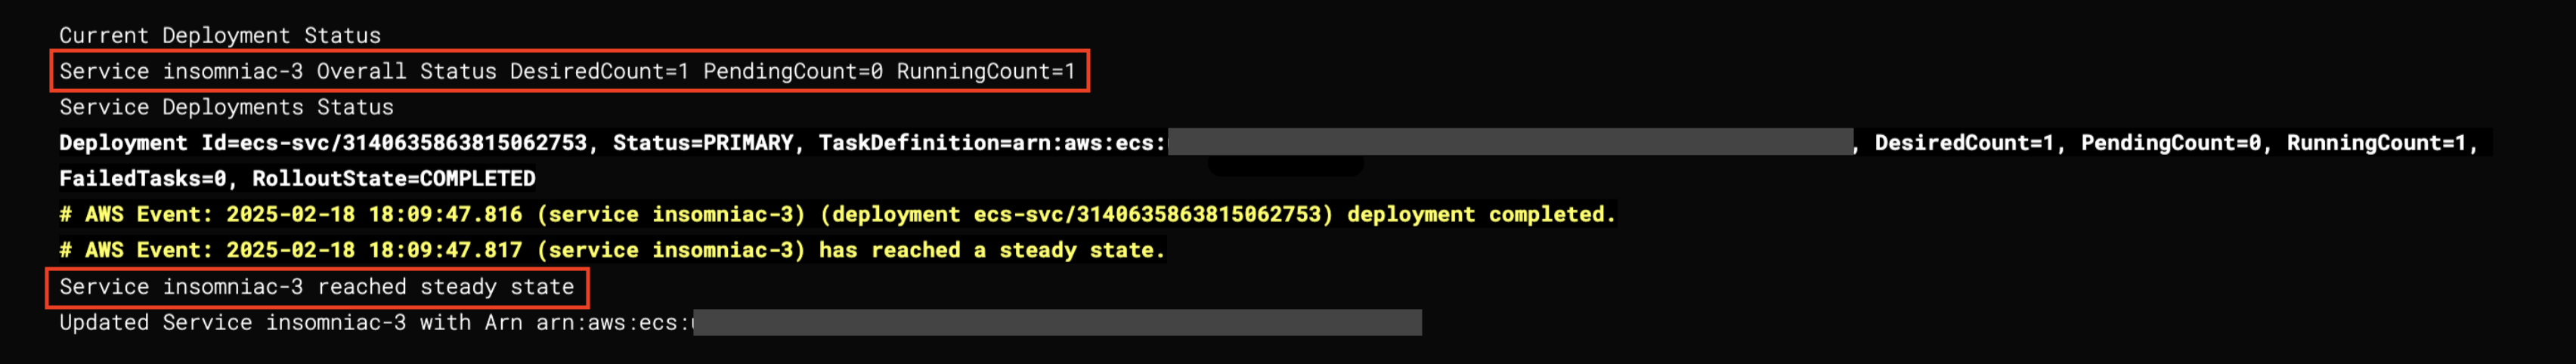 Current Deployment Status
Service insomniac-3 Overall Status DesiredCount=1 PendingCount=0 RunningCount=1
Service Deployments Status
Deployment Id=ecs-svc/3140635863815062753, Status=PRIMARY, TaskDefinition=arn:aws:ecs: , DesiredCount=1, PendingCount=0, RunningCount=1,
FailedTasks=0, RolloutState=COMPLETED
# AWS Event: 2025-02-18 18:09:47.816 (service insomniac-3) (deployment ecs-svc/3140635863815062753) deployment completed.
# AWS Event: 2025-02-18 18:09:47.817 (service insomniac-3) has reached a steady state.
Service insomniac-3 reached steady state
Updated Service insomniac-3 with Arn arn:aws:ecs: